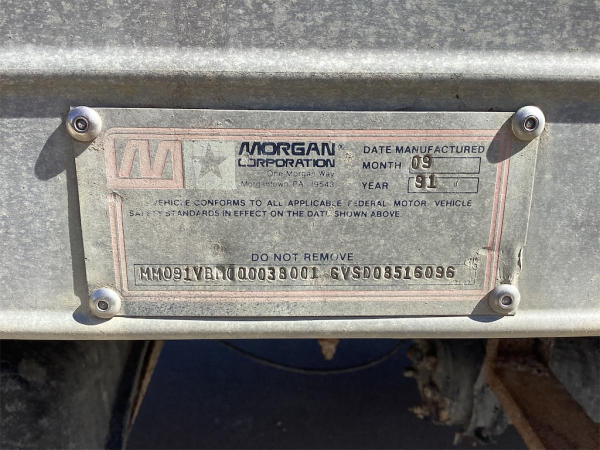 M
MORGAN®
CORPORATION
One Morgan Way
Morgantown PA. 19543
DATE MANUFACTURED
MONTH 09
YEAR 91
VEHICLE CONFORMS TO ALL APPLICABLE FEDERAL MOTOR VEHICLE
SAFETY STANDARDS IN EFFECT ON THE DATE SHOWN ABOVE.
DO NOT REMOVE
MM091VBM000038001 GVSD08516096